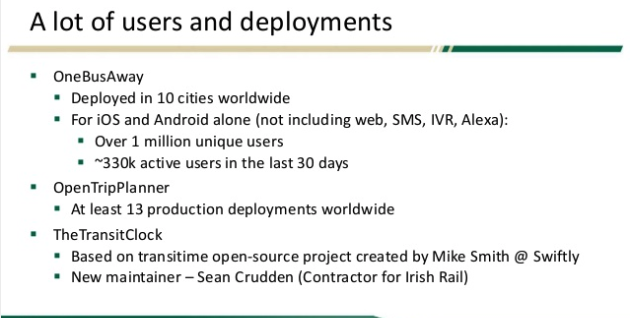 A lot of users and deployments
▪ OneBusAway
▪ Deployed in 10 cities worldwide
▪ For iOS and Android alone (not including web, SMS, IVR, Alexa):
▪ Over 1 million unique users
▪ ~330k active users in the last 30 days
▪ OpenTripPlanner
▪ At least 13 production deployments worldwide
▪ TheTransitClock
▪ Based on transitime open-source project created by Mike Smith @ Swiftly
▪ New maintainer – Sean Crudden (Contractor for Irish Rail)